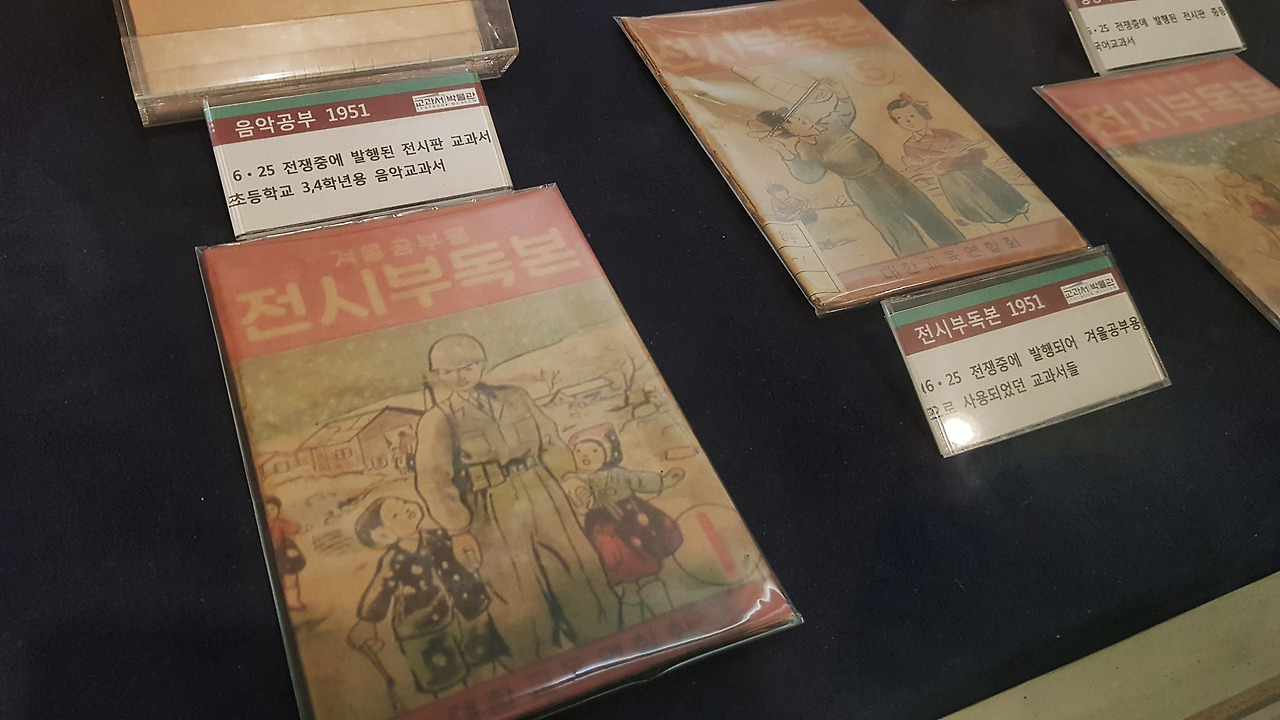 음악공부 1951
교과서박물관
6·25 전쟁중에 발행된 전시판 교과서
초등학교 3,4학년용 음악교과서
겨울공부용
전시부독본
1
전시부독본
6
대한교육연합회
전시부독본 1951
교과서박물관
6·25 전쟁중에 발행되어 겨울공부용
으로 사용되었던 교과서들
6·25 전쟁중에 발행된 전시판 중등
국어교과서
전시부독본